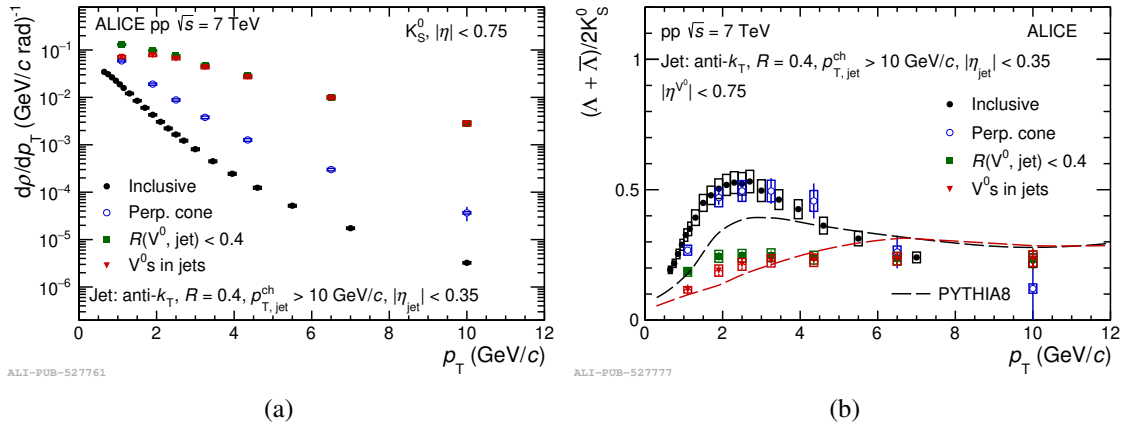 ALICE pp √s = 7 TeV
K⁰_S, |η| < 0.75
dρ/dp_T (GeV/c rad)⁻¹
10⁻¹
10⁻²
10⁻³
10⁻⁴
10⁻⁵
10⁻⁶
Inclusive
Perp. cone
R(V⁰, jet) < 0.4
V⁰s in jets
Jet: anti-k_T, R = 0.4, p^ch_T, jet > 10 GeV/c, |η_jet| < 0.35
0 2 4 6 8 10 12
p_T (GeV/c)
ALI-PUB-527761
(a)
pp √s = 7 TeV
ALICE
Jet: anti-k_T, R = 0.4, p^ch_T, jet > 10 GeV/c, |η_jet| < 0.35
|η^V⁰| < 0.75
(Λ + Λ̅)/2K⁰_S
1
0.5
0
Inclusive
Perp. cone
R(V⁰, jet) < 0.4
V⁰s in jets
PYTHIA8
0 2 4 6 8 10 12
p_T (GeV/c)
ALI-PUB-527777
(b)